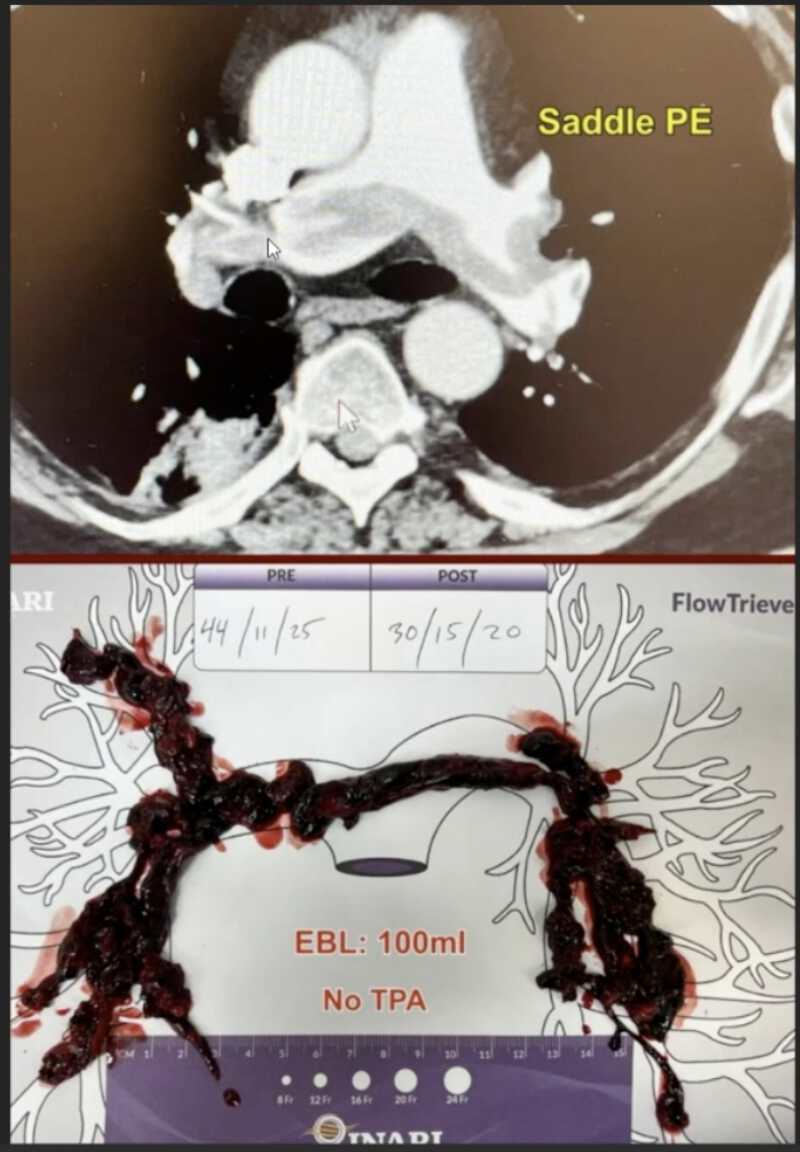 Saddle PE
PRE POST
ARI
FlowTrieve
44/11/25 30/15/20
EBL: 100ml
No TPA
CM 1 2 3 4 5 6 7 8 9 10 11 12 13 14 15
8 Fr 12 Fr 16 Fr 20 Fr 24 Fr
INARI